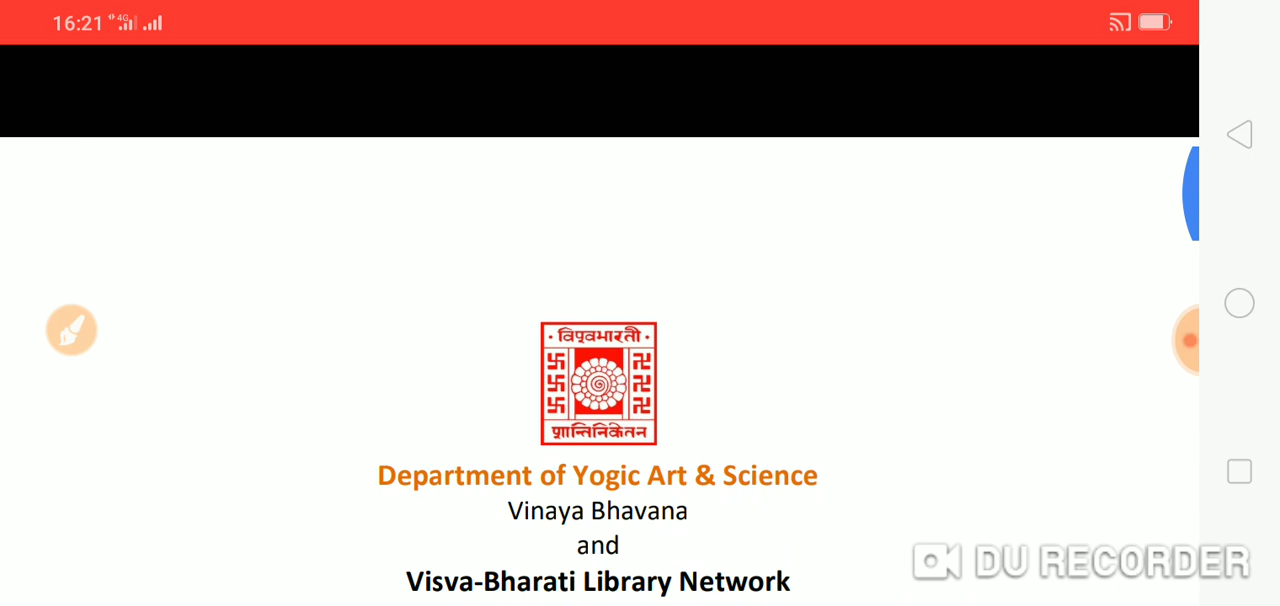 16:21 4G
· विश्वभारती ·
शान्तिनिकेतन
Department of Yogic Art & Science
Vinaya Bhavana
and
Visva-Bharati Library Network
DU RECORDER